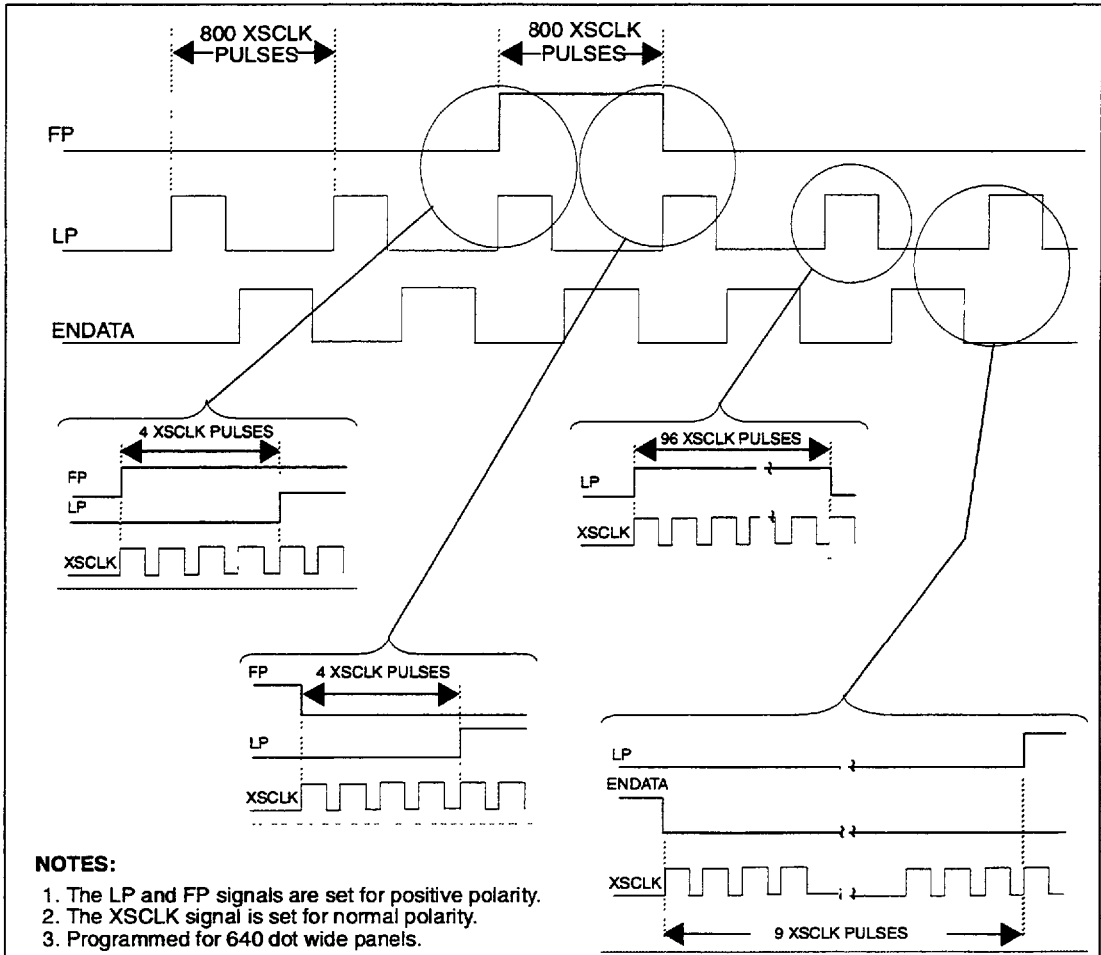 800 XSCLK
PULSES
800 XSCLK
PULSES
FP
LP
ENDATA
4 XSCLK PULSES
FP
LP
XSCLK
96 XSCLK PULSES
LP
XSCLK
4 XSCLK PULSES
FP
LP
XSCLK
LP
ENDATA
XSCLK
9 XSCLK PULSES
NOTES:
1. The LP and FP signals are set for positive polarity.
2. The XSCLK signal is set for normal polarity.
3. Programmed for 640 dot wide panels.